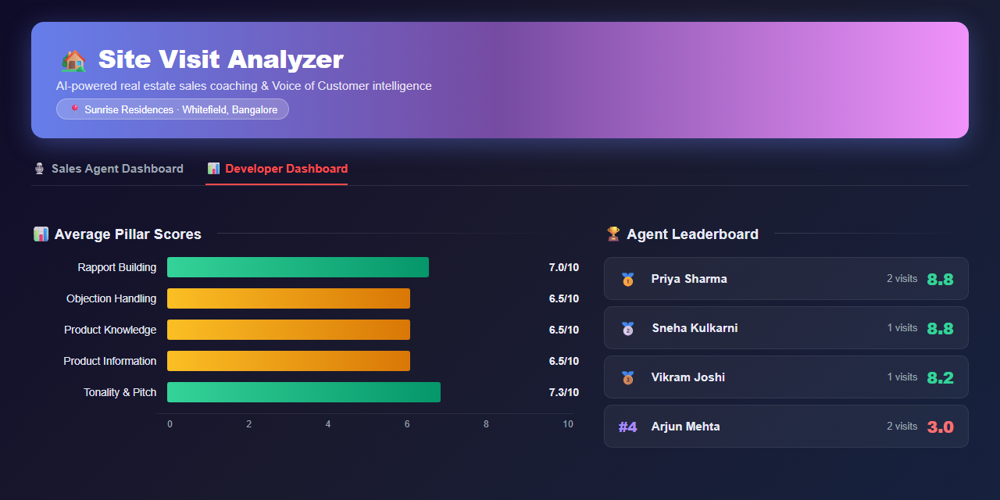 Site Visit Analyzer
AI-powered real estate sales coaching & Voice of Customer intelligence
Sunrise Residences · Whitefield, Bangalore
Sales Agent Dashboard
Developer Dashboard
Average Pillar Scores
Rapport Building 7.0/10
Objection Handling 6.5/10
Product Knowledge 6.5/10
Product Information 6.5/10
Tonality & Pitch 7.3/10
0 2 4 6 8 10
Agent Leaderboard
1 Priya Sharma 2 visits 8.8
2 Sneha Kulkarni 1 visits 8.8
3 Vikram Joshi 1 visits 8.2
#4 Arjun Mehta 2 visits 3.0